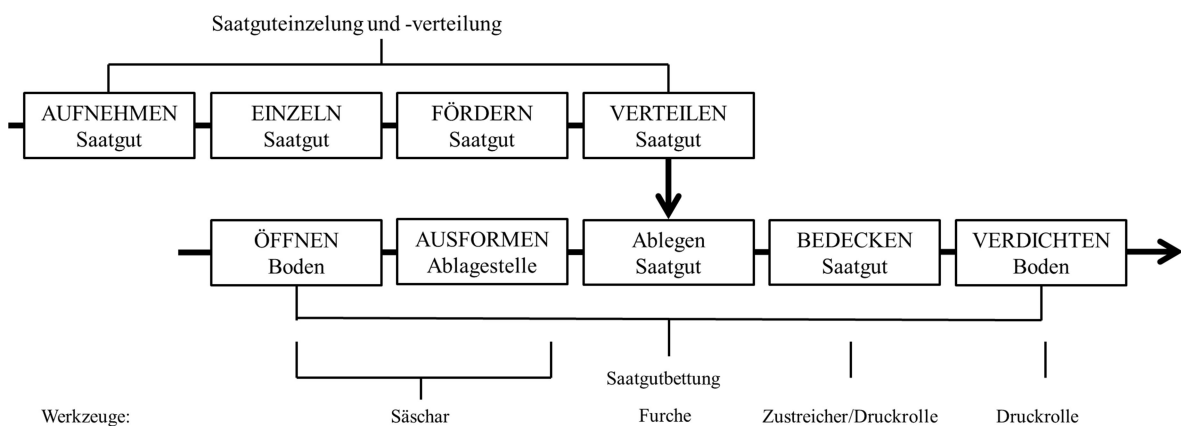 Saatguteinzelung und -verteilung
AUFNEHMEN
Saatgut
EINZELN
Saatgut
FÖRDERN
Saatgut
VERTEILEN
Saatgut
ÖFFNEN
Boden
AUSFORMEN
Ablagestelle
Ablegen
Saatgut
BEDECKEN
Saatgut
VERDICHTEN
Boden
Saatgutbettung
Werkzeuge:
Säschar
Furche
Zustreicher/Druckrolle
Druckrolle